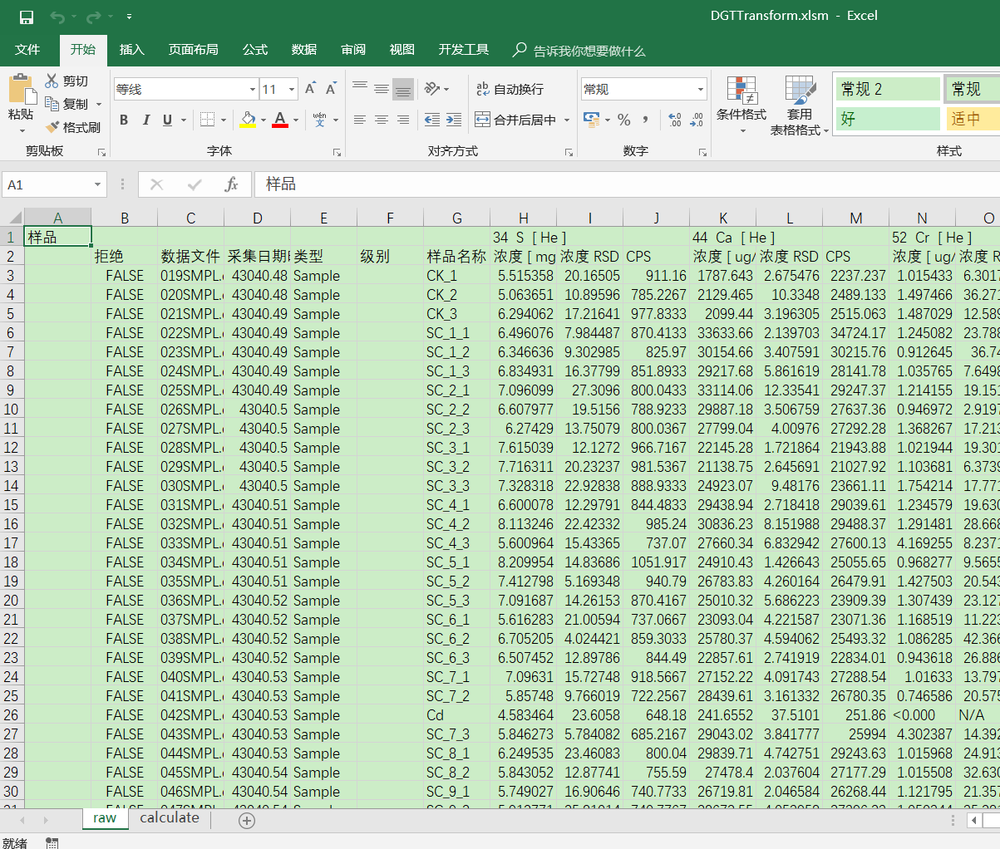 DGTTransform.xlsm - Excel
文件 开始 插入 页面布局 公式 数据 审阅 视图 开发工具 告诉我你想要做什么
剪切 等线 11 A A ab 自动换行 常规 常规 2 常规
粘贴 复制 条件格式 套用 表格格式
格式刷 B I U A wén 文 合并后居中 % , .00 .0 好 适中
剪贴板 字体 对齐方式 数字 样式
A1 fx 样品
A B C D E F G H I J K L M N O
1 样品 34 S [ He ] 44 Ca [ He ] 52 Cr [ He ]
2 拒绝 数据文件 采集日期 类型 级别 样品名称 浓度 [ mg 浓度 RSD CPS 浓度 [ ug/ 浓度 RSD CPS 浓度 [ ug/ 浓度 R
3 FALSE 019SMPL. 43040.48 Sample CK_1 5.515358 20.16505 911.16 1787.643 2.675476 2237.237 1.015433 6.3017
4 FALSE 020SMPL. 43040.48 Sample CK_2 5.063651 10.89596 785.2267 2129.465 10.3348 2489.133 1.497466 36.271
5 FALSE 021SMPL. 43040.49 Sample CK_3 6.294062 17.21641 977.8333 2099.44 3.196305 2515.063 1.487029 12.589
6 FALSE 022SMPL. 43040.49 Sample SC_1_1 6.496076 7.984487 870.4133 33633.66 2.139703 34724.17 1.245082 23.788
7 FALSE 023SMPL. 43040.49 Sample SC_1_2 6.346636 9.302985 825.97 30154.66 3.407591 30215.76 0.912645 36.74
8 FALSE 024SMPL. 43040.49 Sample SC_1_3 6.834931 16.37799 851.8933 29217.68 5.861619 28141.78 1.035765 7.6498
9 FALSE 025SMPL. 43040.49 Sample SC_2_1 7.096099 27.3096 800.0433 33114.06 12.33541 29247.37 1.214155 19.151
10 FALSE 026SMPL. 43040.5 Sample SC_2_2 6.607977 19.5156 788.9233 29887.18 3.506759 27637.36 0.946972 2.9197
11 FALSE 027SMPL. 43040.5 Sample SC_2_3 6.27429 13.75079 800.0367 27799.04 4.00976 27292.28 1.368267 17.213
12 FALSE 028SMPL. 43040.5 Sample SC_3_1 7.615039 12.1272 966.7167 22145.28 1.721864 21943.88 1.021944 19.301
13 FALSE 029SMPL. 43040.5 Sample SC_3_2 7.716311 20.23237 981.5367 21138.75 2.645691 21027.92 1.103681 6.3739
14 FALSE 030SMPL. 43040.5 Sample SC_3_3 7.328318 22.92838 888.9333 24923.07 9.48176 23661.11 1.754214 17.771
15 FALSE 031SMPL. 43040.51 Sample SC_4_1 6.600078 12.29791 844.4833 29438.94 2.718418 29039.61 1.234579 19.630
16 FALSE 032SMPL. 43040.51 Sample SC_4_2 8.113246 22.42332 985.24 30836.23 8.151988 29488.37 1.291481 28.668
17 FALSE 033SMPL. 43040.51 Sample SC_4_3 5.600964 15.43365 737.07 27660.34 6.832942 27600.13 4.169255 8.2371
18 FALSE 034SMPL. 43040.51 Sample SC_5_1 8.209954 14.83686 1051.917 24910.43 1.426643 25055.65 0.968277 9.5655
19 FALSE 035SMPL. 43040.51 Sample SC_5_2 7.412798 5.169348 940.79 26783.83 4.260164 26479.91 1.427503 20.543
20 FALSE 036SMPL. 43040.52 Sample SC_5_3 7.091687 14.26153 870.4167 25010.32 5.686223 23909.39 1.307439 23.127
21 FALSE 037SMPL. 43040.52 Sample SC_6_1 5.616283 21.00594 737.0667 23093.04 4.221587 23071.36 1.168519 11.223
22 FALSE 038SMPL. 43040.52 Sample SC_6_2 6.705205 4.024421 859.3033 25780.37 4.594062 25493.32 1.086285 42.366
23 FALSE 039SMPL. 43040.52 Sample SC_6_3 6.507452 12.89786 844.49 22857.61 2.741919 22834.01 0.943618 26.886
24 FALSE 040SMPL. 43040.53 Sample SC_7_1 7.09631 15.72748 918.5667 27152.22 4.091743 27288.54 1.01633 13.797
25 FALSE 041SMPL. 43040.53 Sample SC_7_2 5.85748 9.766019 722.2567 28439.61 3.161332 26780.35 0.746586 20.575
26 FALSE 042SMPL. 43040.53 Sample Cd 4.583464 23.6058 648.18 241.6552 37.5101 251.86 <0.000 N/A
27 FALSE 043SMPL. 43040.53 Sample SC_7_3 5.846273 5.784082 685.2167 29043.02 3.841777 25994 4.302387 14.392
28 FALSE 044SMPL. 43040.53 Sample SC_8_1 6.249535 23.46083 800.04 29839.71 4.742751 29243.63 1.015968 24.913
29 FALSE 045SMPL. 43040.54 Sample SC_8_2 5.843052 12.87741 755.59 27478.4 2.037604 27177.29 1.015508 32.630
30 FALSE 046SMPL. 43040.54 Sample SC_9_1 5.749027 16.90646 740.7733 26719.81 2.046584 26268.44 1.121795 21.357
raw calculate
就绪